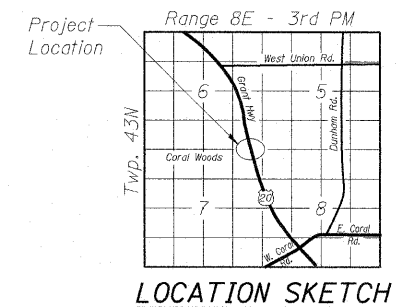 Range 8E - 3rd PM
Project
Location
West Union Rd.
6
5
Grant Hwy
Dunham Rd.
Twp. 43N
Coral Woods
20
7
8
E. Coral
Rd.
W. Coral
Rd.
LOCATION SKETCH